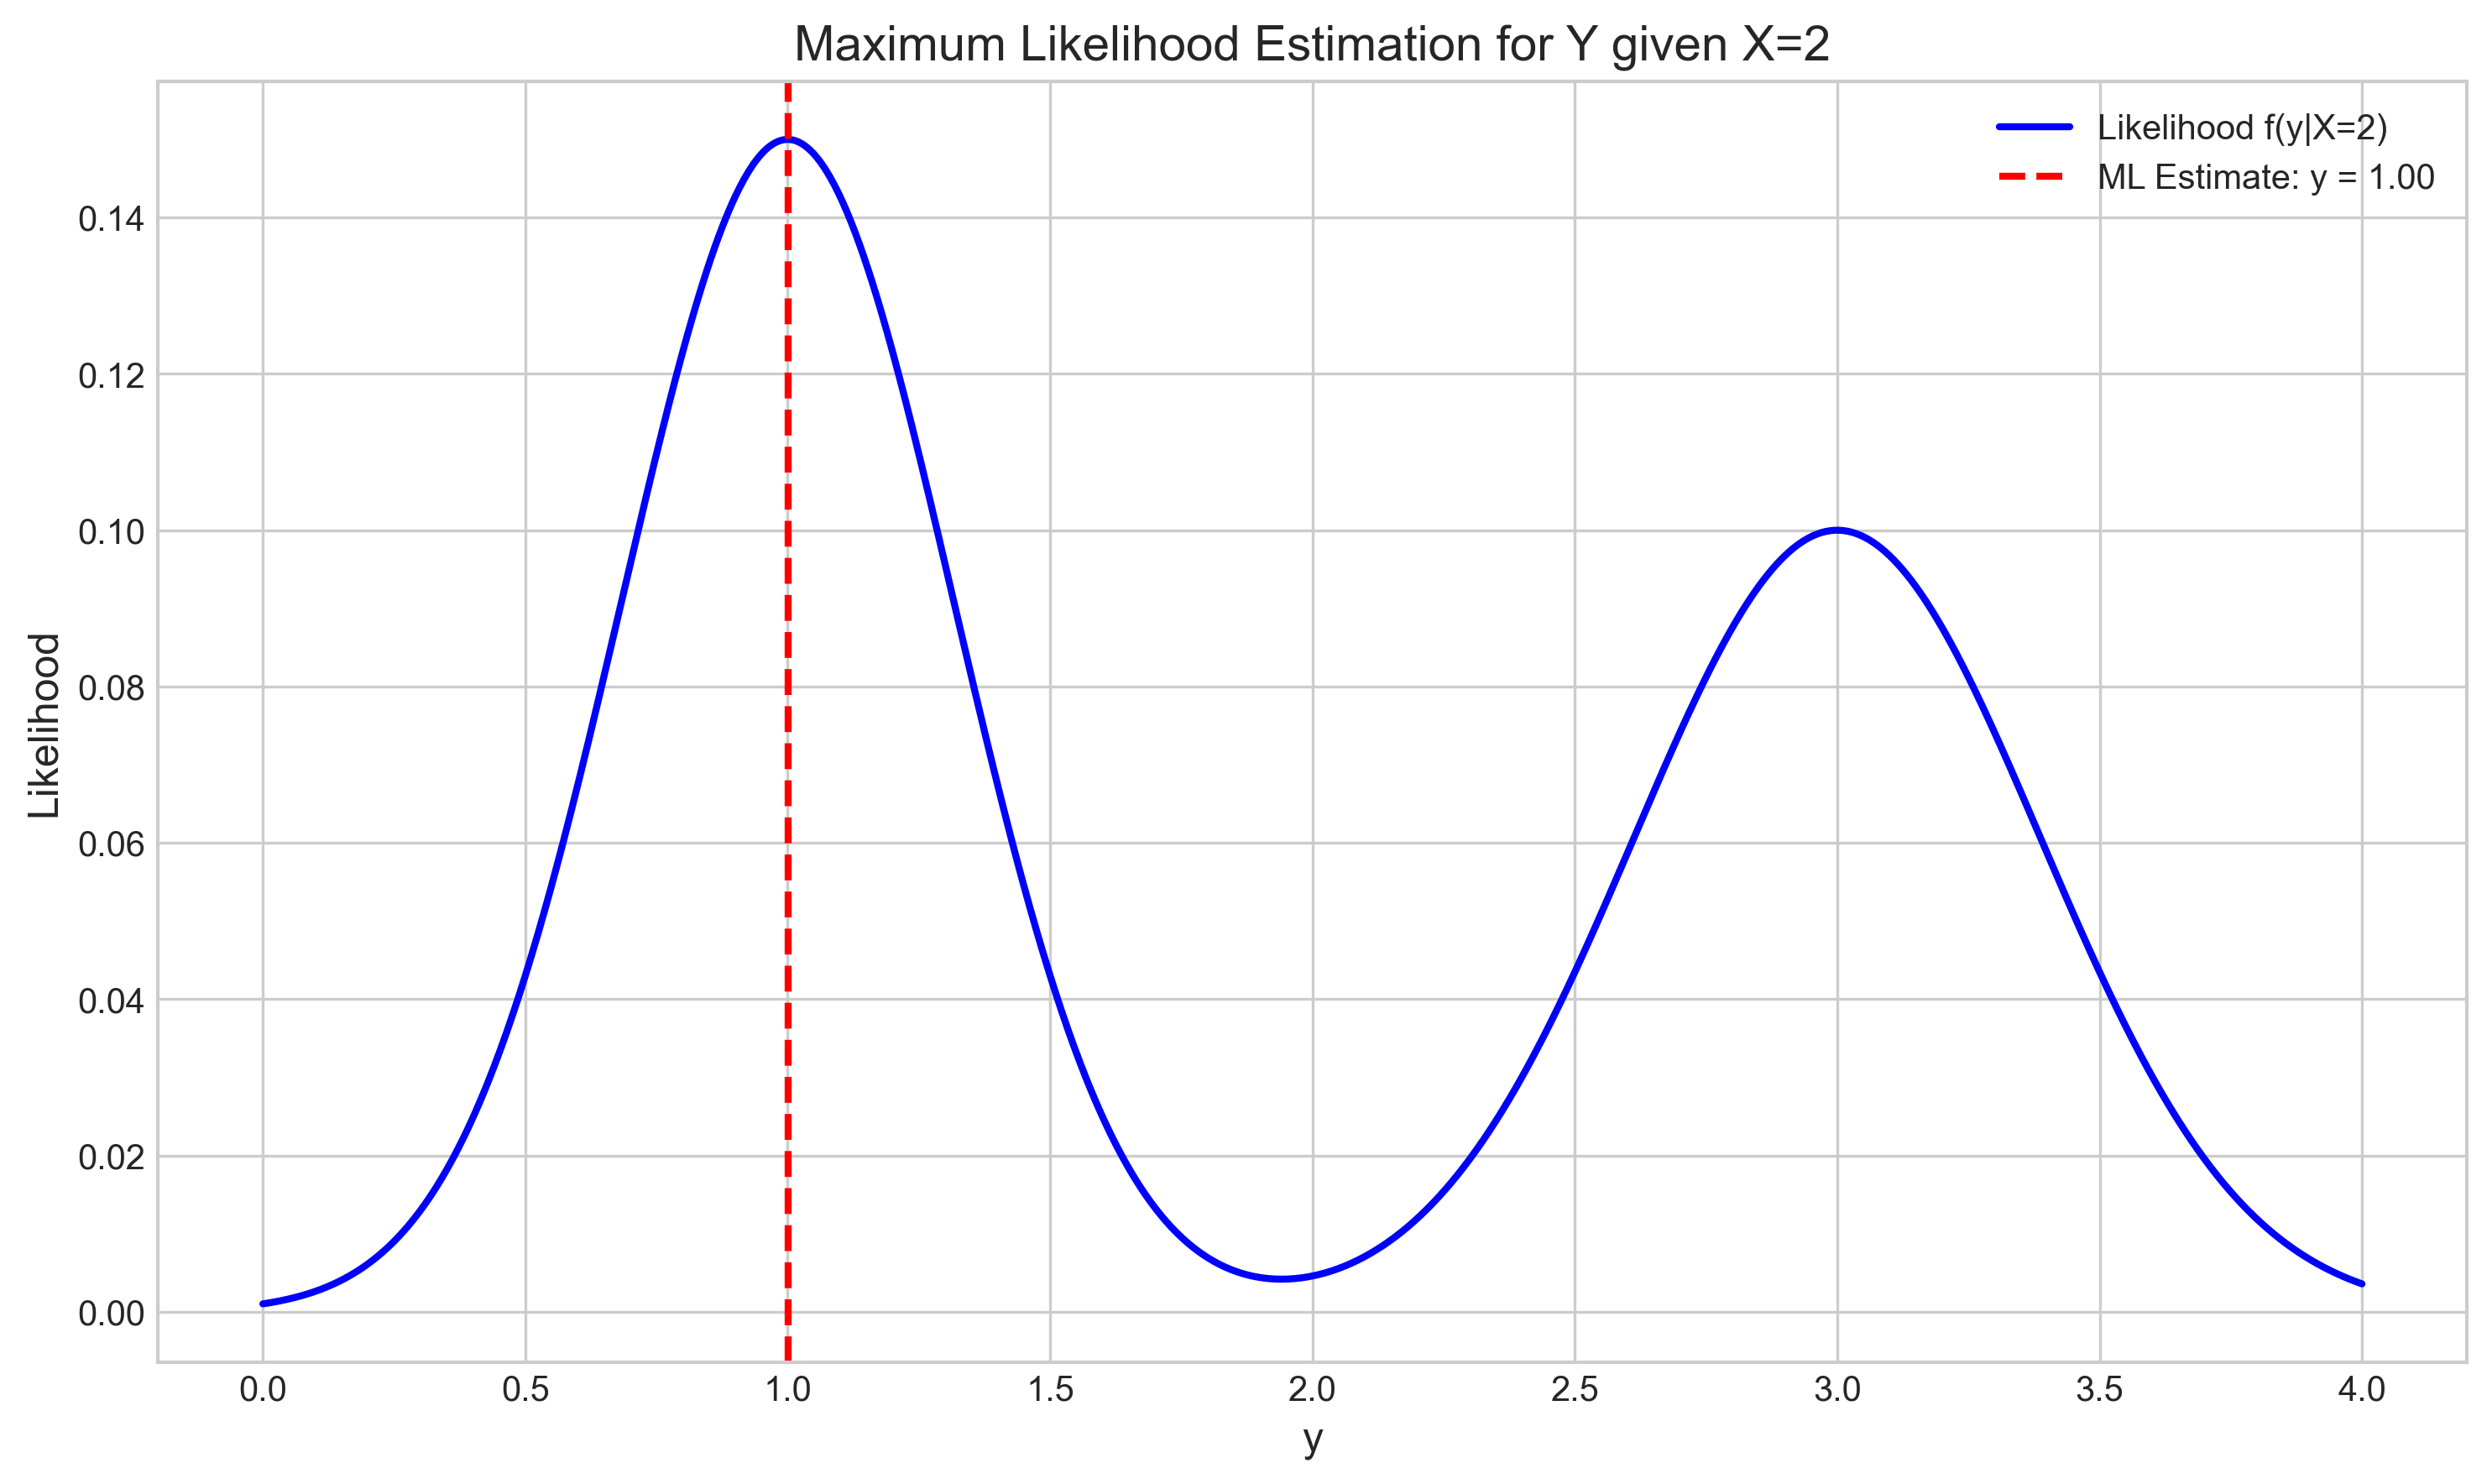 Maximum Likelihood Estimation for Y given X=2
Likelihood f(y|X=2)
ML Estimate: y = 1.00
Likelihood
0.14
0.12
0.10
0.08
0.06
0.04
0.02
0.00
0.0 0.5 1.0 1.5 2.0 2.5 3.0 3.5 4.0
y